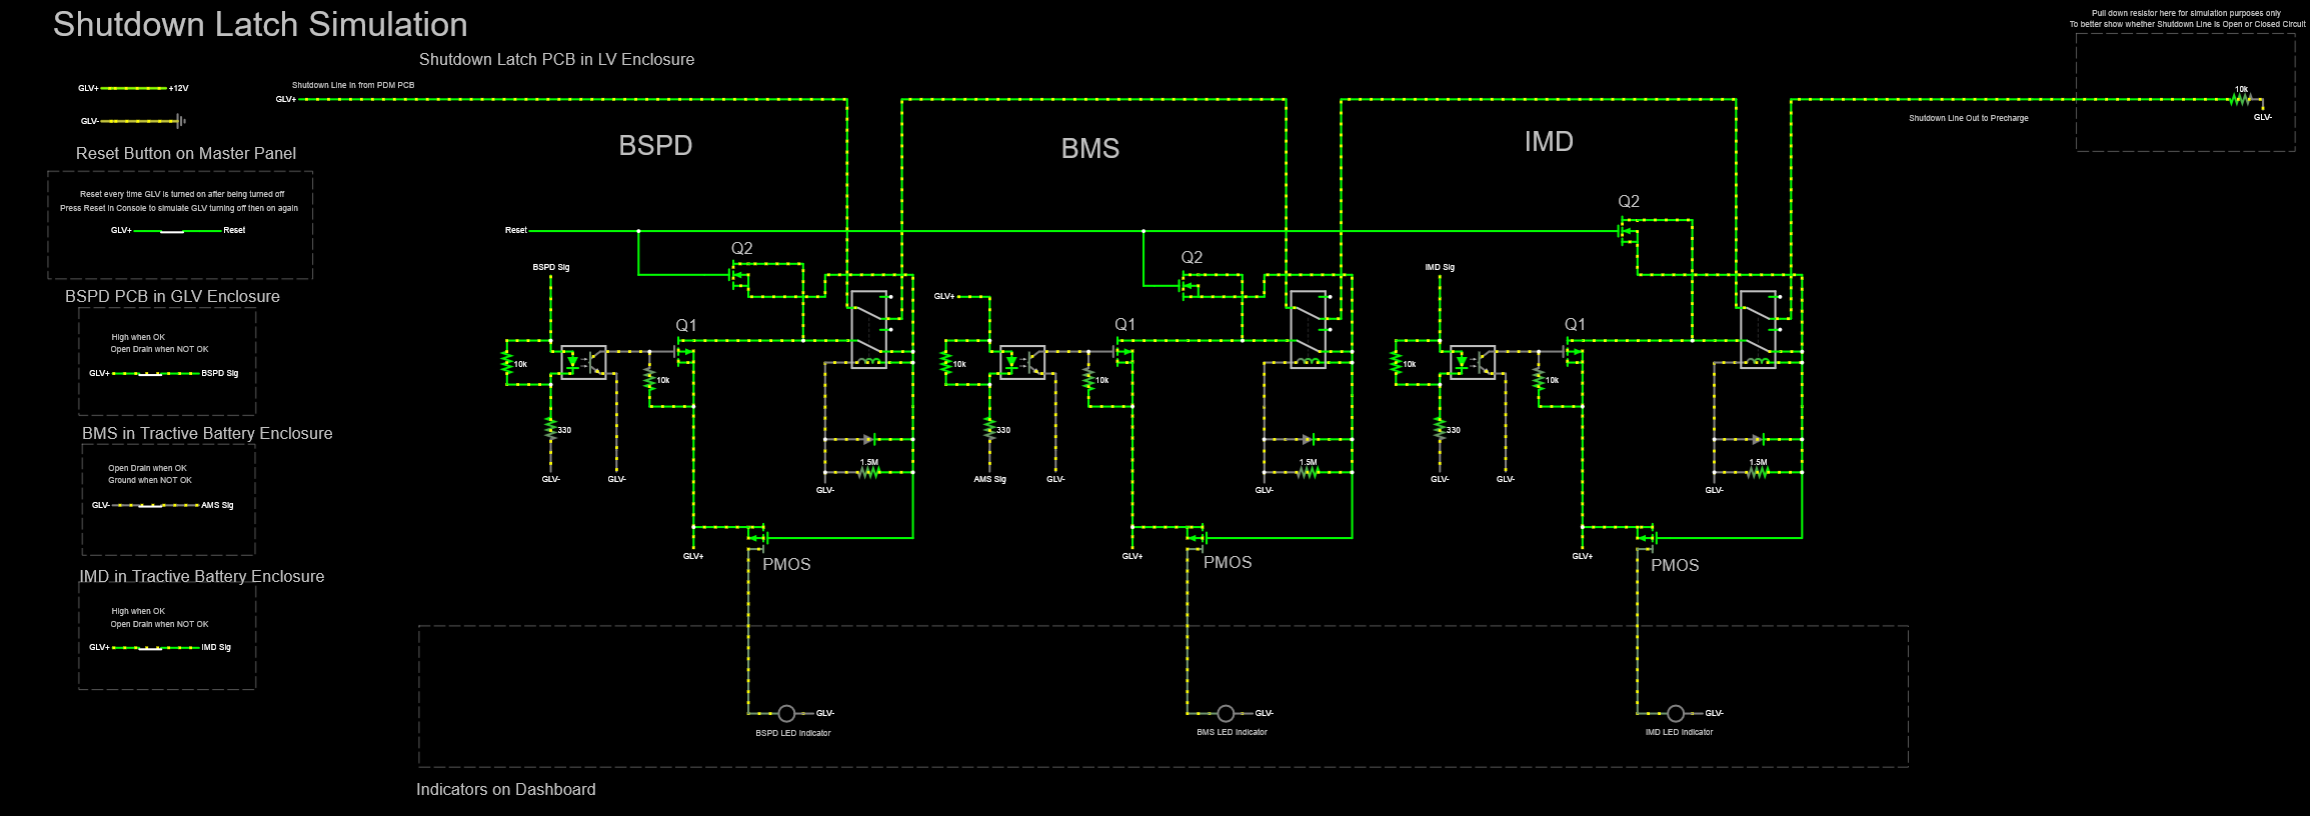 Shutdown Latch Simulation
Pull down resistor here for simulation purposes only
To better show whether Shutdown Line is Open or Closed Circuit
Shutdown Latch PCB in LV Enclosure
GLV+ +12V
Shutdown Line in from PDM PCB
GLV+
10k
GLV-
Shutdown Line Out to Precharge
GLV-
BSPD
BMS
IMD
Reset Button on Master Panel
Reset every time GLV is turned on after being turned off
Press Reset in Console to simulate GLV turning off then on again
GLV+ Reset
Reset
Q2
Q2
Q2
BSPD Sig
IMD Sig
BSPD PCB in GLV Enclosure
High when OK
Open Drain when NOT OK
GLV+ BSPD Sig
GLV+
Q1
Q1
Q1
10k
10k
10k
10k
10k
10k
330
330
330
GLV-
GLV-
AMS Sig
GLV-
GLV-
GLV-
1.5M
1.5M
1.5M
GLV-
GLV-
GLV-
BMS in Tractive Battery Enclosure
Open Drain when OK
Ground when NOT OK
GLV- AMS Sig
GLV+
GLV+
GLV+
PMOS
PMOS
PMOS
IMD in Tractive Battery Enclosure
High when OK
Open Drain when NOT OK
GLV+ IMD Sig
GLV-
GLV-
GLV-
BSPD LED Indicator
BMS LED Indicator
IMD LED Indicator
Indicators on Dashboard